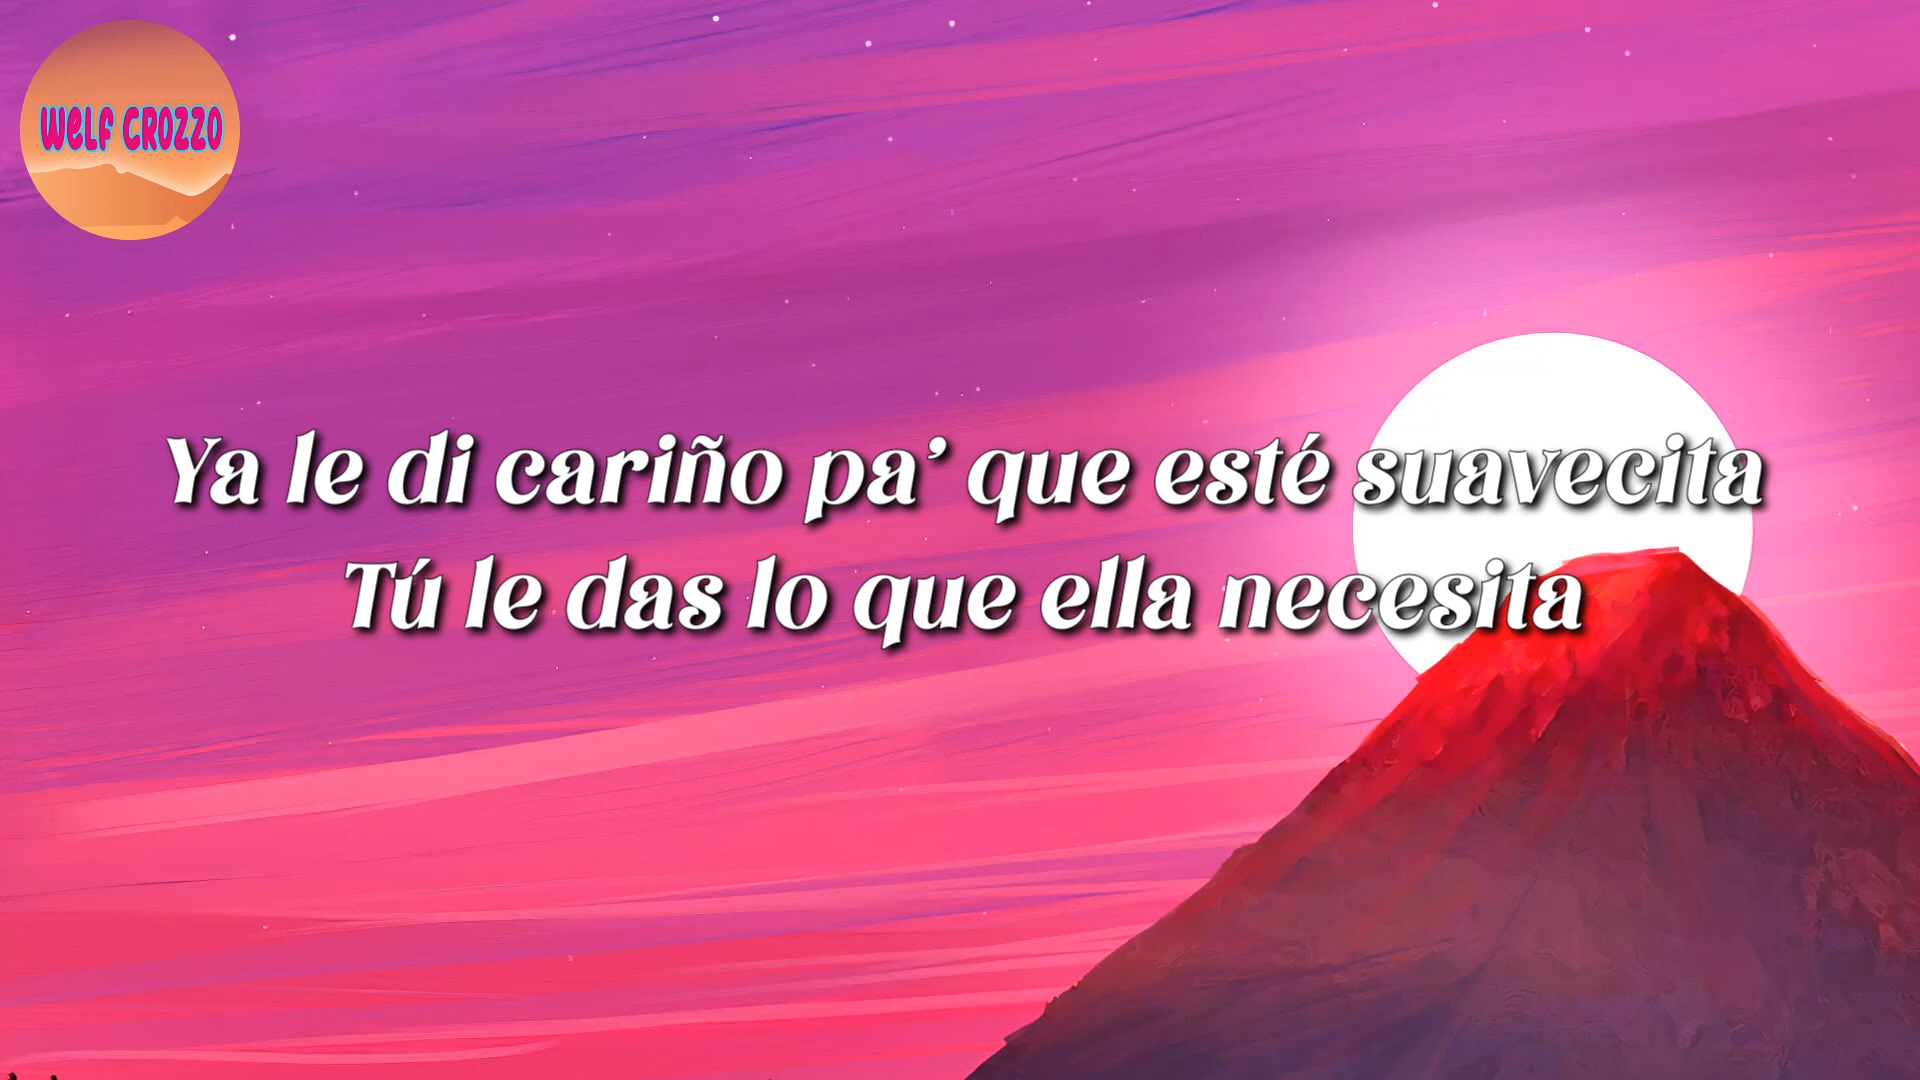 Welf Crozzo
Ya le di cariño pa' que esté suavecita
Tú le das lo que ella necesita